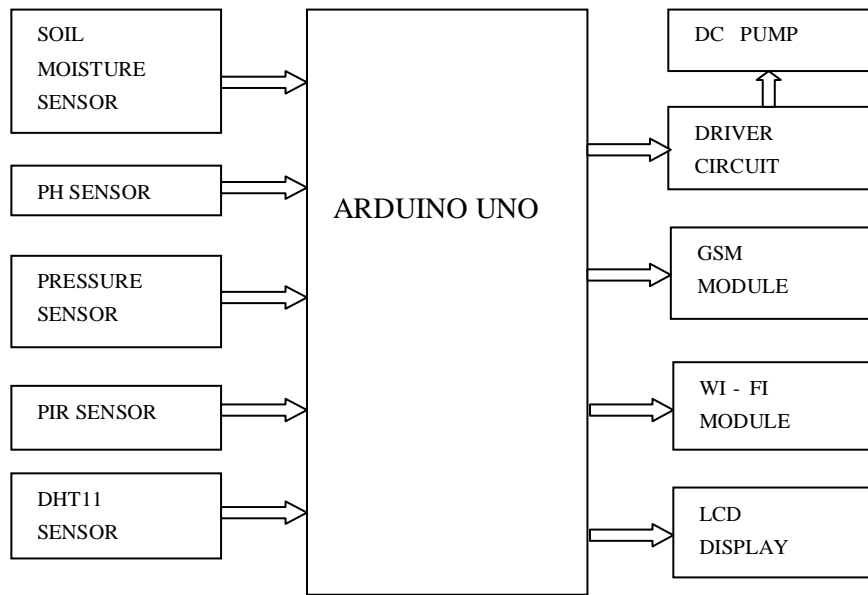 SOIL
MOISTURE
SENSOR
PH SENSOR
PRESSURE
SENSOR
PIR SENSOR
DHT11
SENSOR
ARDUINO UNO
DC PUMP
DRIVER
CIRCUIT
GSM
MODULE
WI - FI
MODULE
LCD
DISPLAY